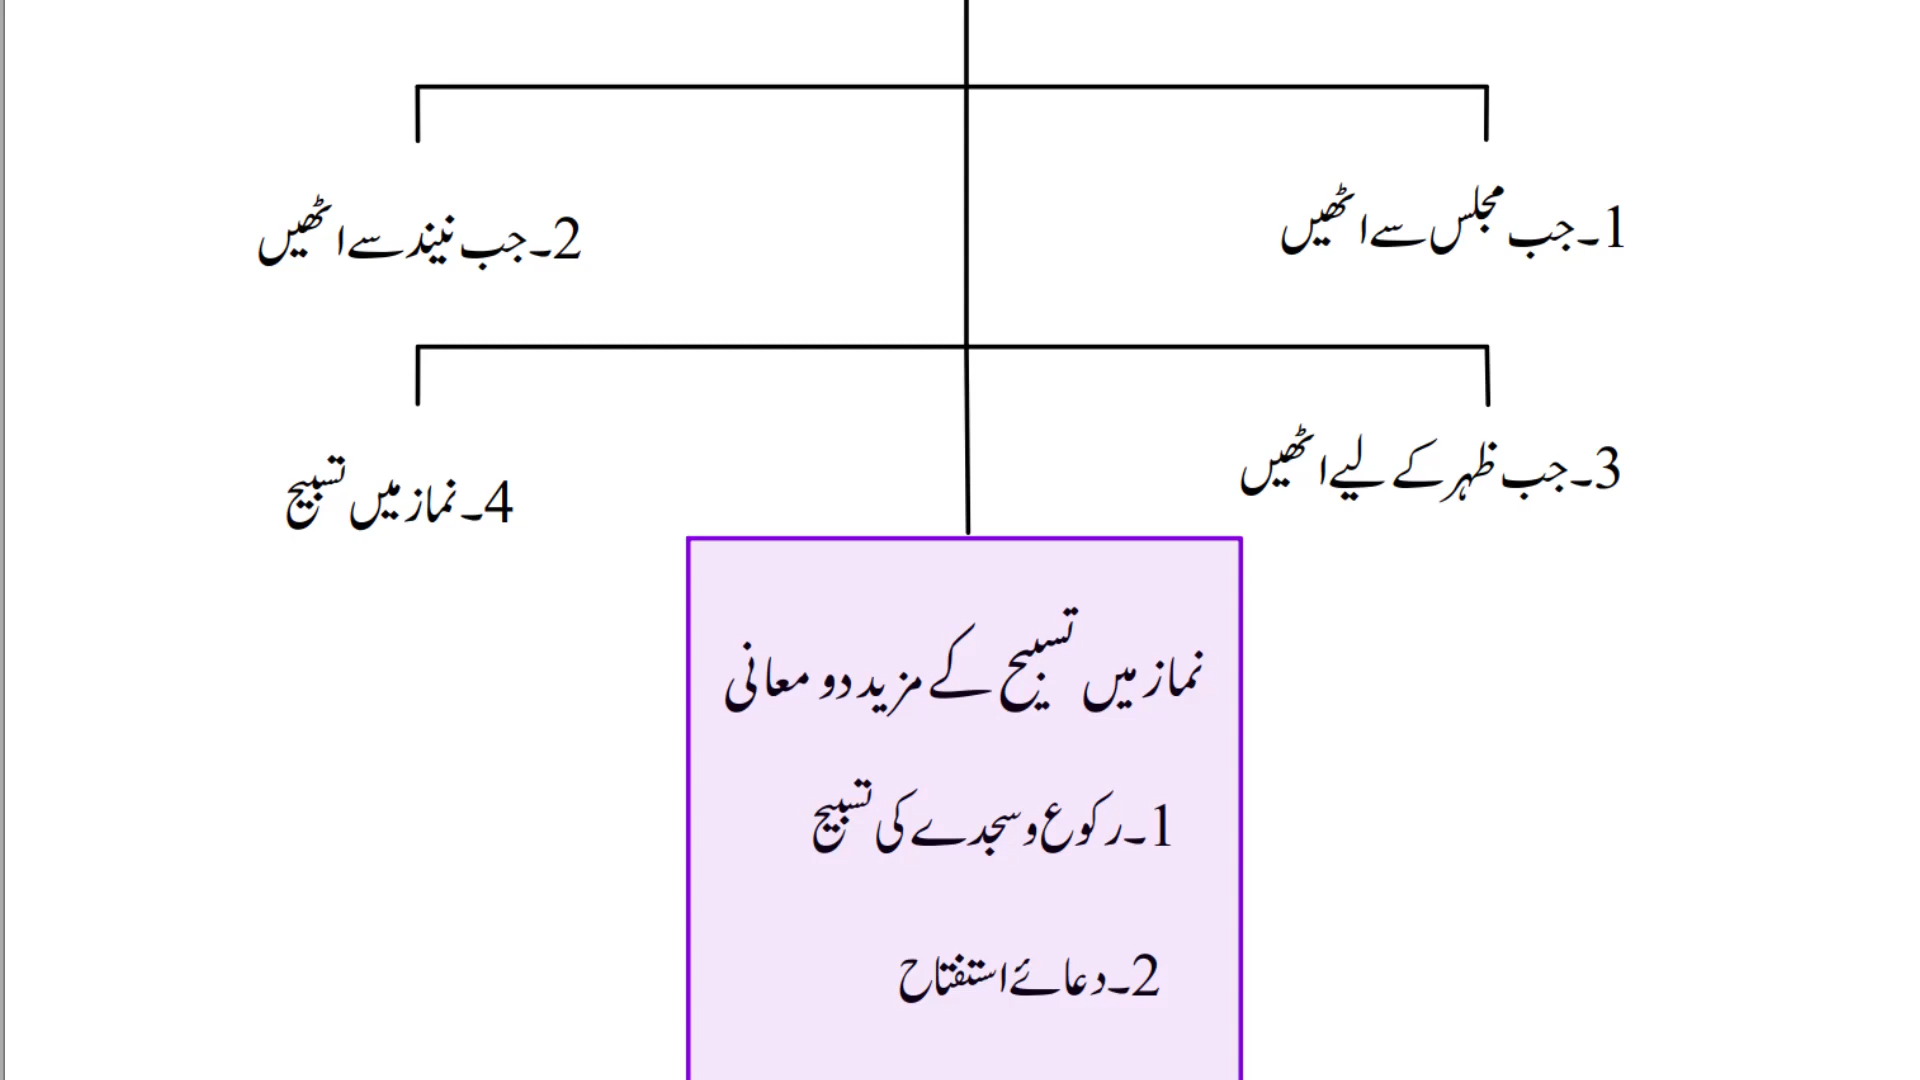 1۔جب مجلس سے اٹھیں
2۔جب نیند سے اٹھیں
3۔جب ظہر کے لیے اٹھیں
4۔نماز میں تسبیح
نماز میں تسبیح کے مزید دو معانی
1۔رکوع و سجدے کی تسبیح
2۔دعائے استفتاح